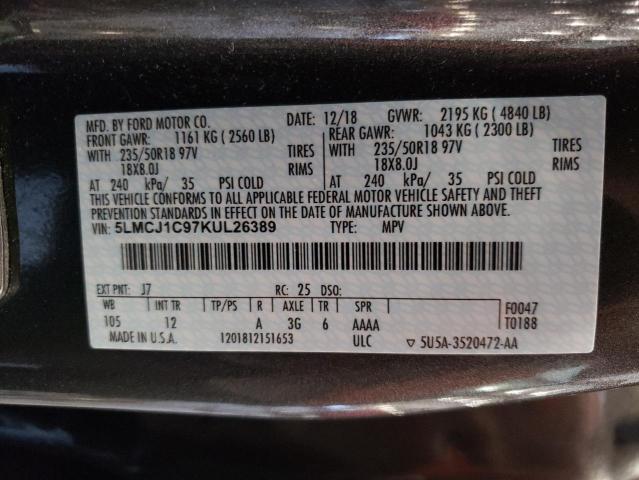 MFD. BY FORD MOTOR CO. DATE: 12/18 GVWR: 2195 KG ( 4840 LB)
FRONT GAWR: 1161 KG ( 2560 LB) REAR GAWR: 1043 KG ( 2300 LB)
WITH 235/50R18 97V TIRES WITH 235/50R18 97V TIRES
18X8.0J RIMS 18X8.0J RIMS
AT 240 kPa/ 35 PSI COLD AT 240 kPa/ 35 PSI COLD
THIS VEHICLE CONFORMS TO ALL APPLICABLE FEDERAL MOTOR VEHICLE SAFETY AND THEFT
PREVENTION STANDARDS IN EFFECT ON THE DATE OF MANUFACTURE SHOWN ABOVE.
VIN: 5LMCJ1C97KUL26389 TYPE: MPV
EXT PNT: J7 RC: 25 DSO:
WB INT TR TP/PS R AXLE TR SPR F0047
105 12 A 3G 6 AAAA T0188
MADE IN U.S.A. 1201812151653 ULC ▽ 5U5A-3520472-AA